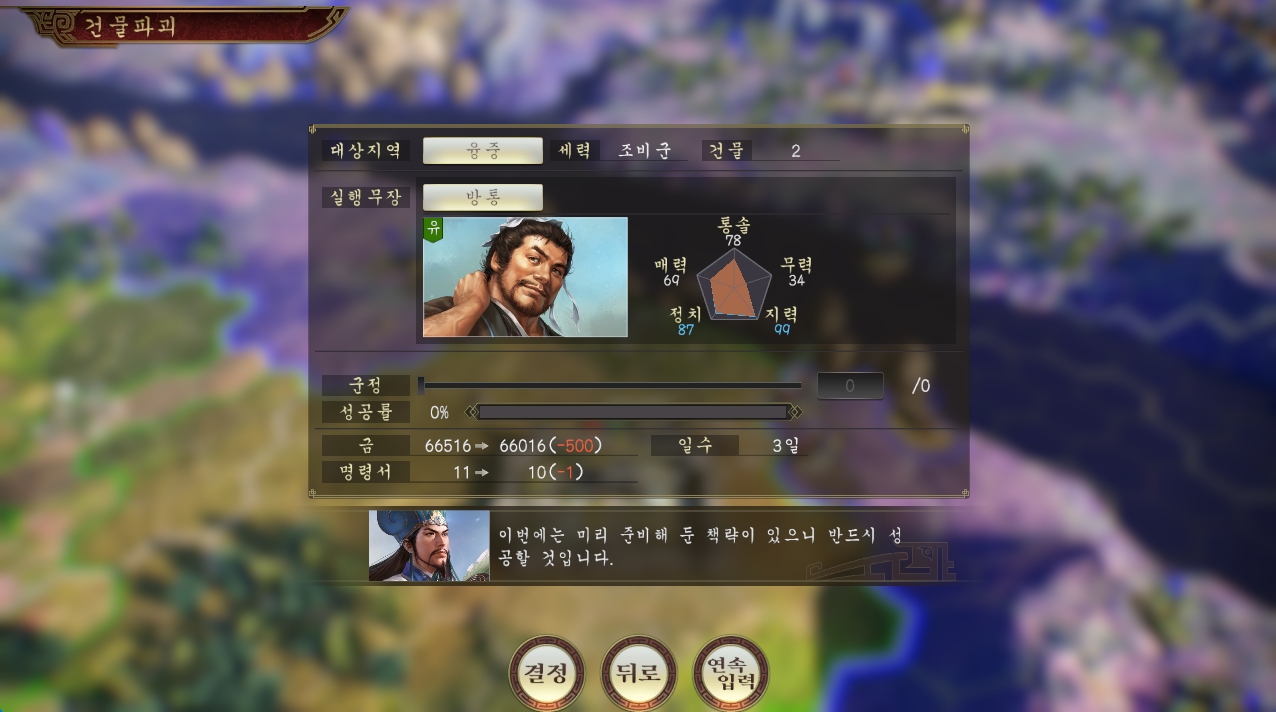 건물파괴
대상지역 융중 세력 조비군 건물 2
실행무장 방통
유
통솔
78
매력 무력
69 34
정치 지력
87 99
군정 0 /0
성공률 0%
금 66516 → 66016(-500) 일수 3일
명령서 11 → 10(-1)
이번에는 미리 준비해 둔 책략이 있으니 반드시 성
공할 것입니다.
결정 뒤로 연속
입력